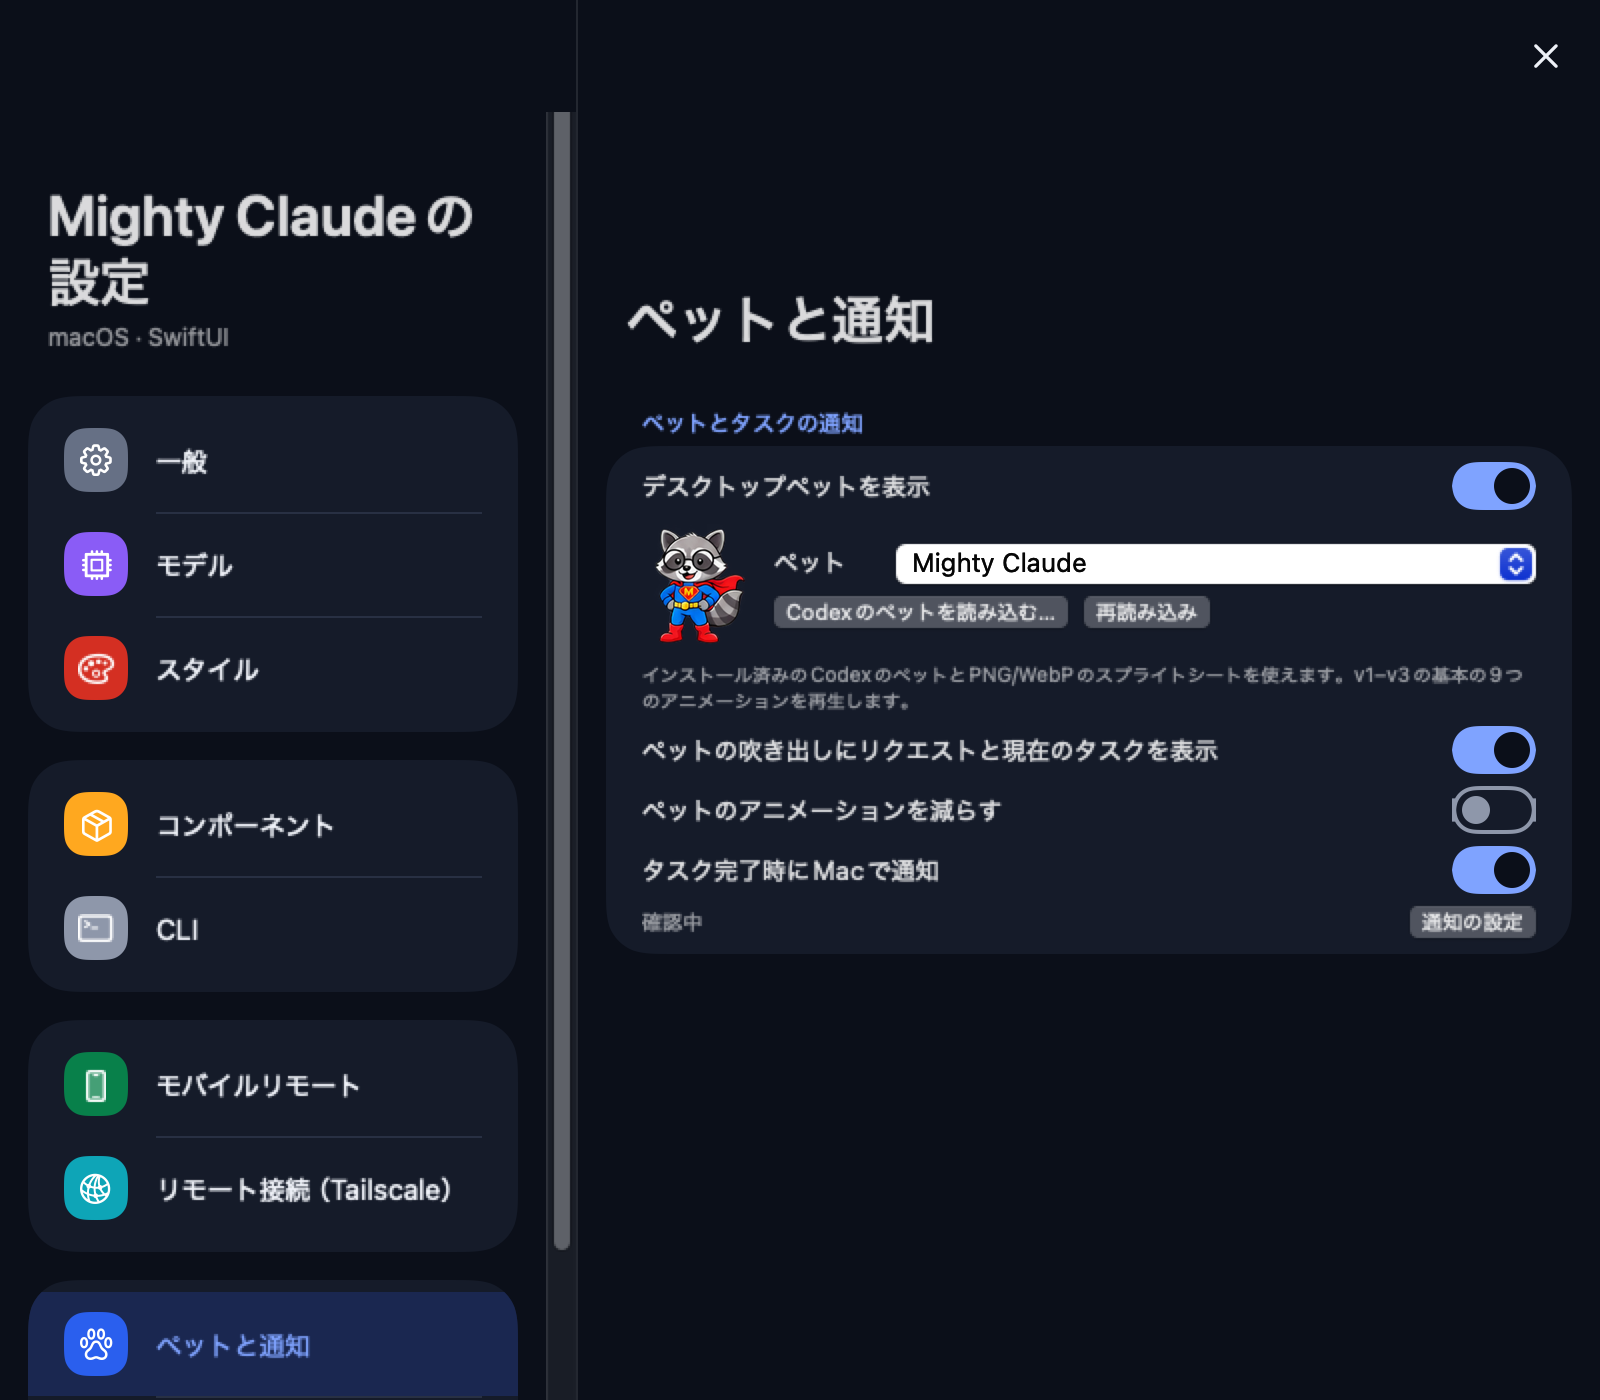 Mighty Claude の
設定
macOS · SwiftUI
一般
モデル
スタイル
コンポーネント
CLI
モバイルリモート
リモート接続 (Tailscale)
ペットと通知
ペットと通知
ペットとタスクの通知
デスクトップペットを表示
M
ペット
Mighty Claude
Codex のペットを読み込む...
再読み込み
インストール済みの Codex のペットと PNG/WebP のスプライトシートを使えます。v1–v3 の基本の 9 つ
のアニメーションを再生します。
ペットの吹き出しにリクエストと現在のタスクを表示
ペットのアニメーションを減らす
タスク完了時に Mac で通知
確認中
通知の設定